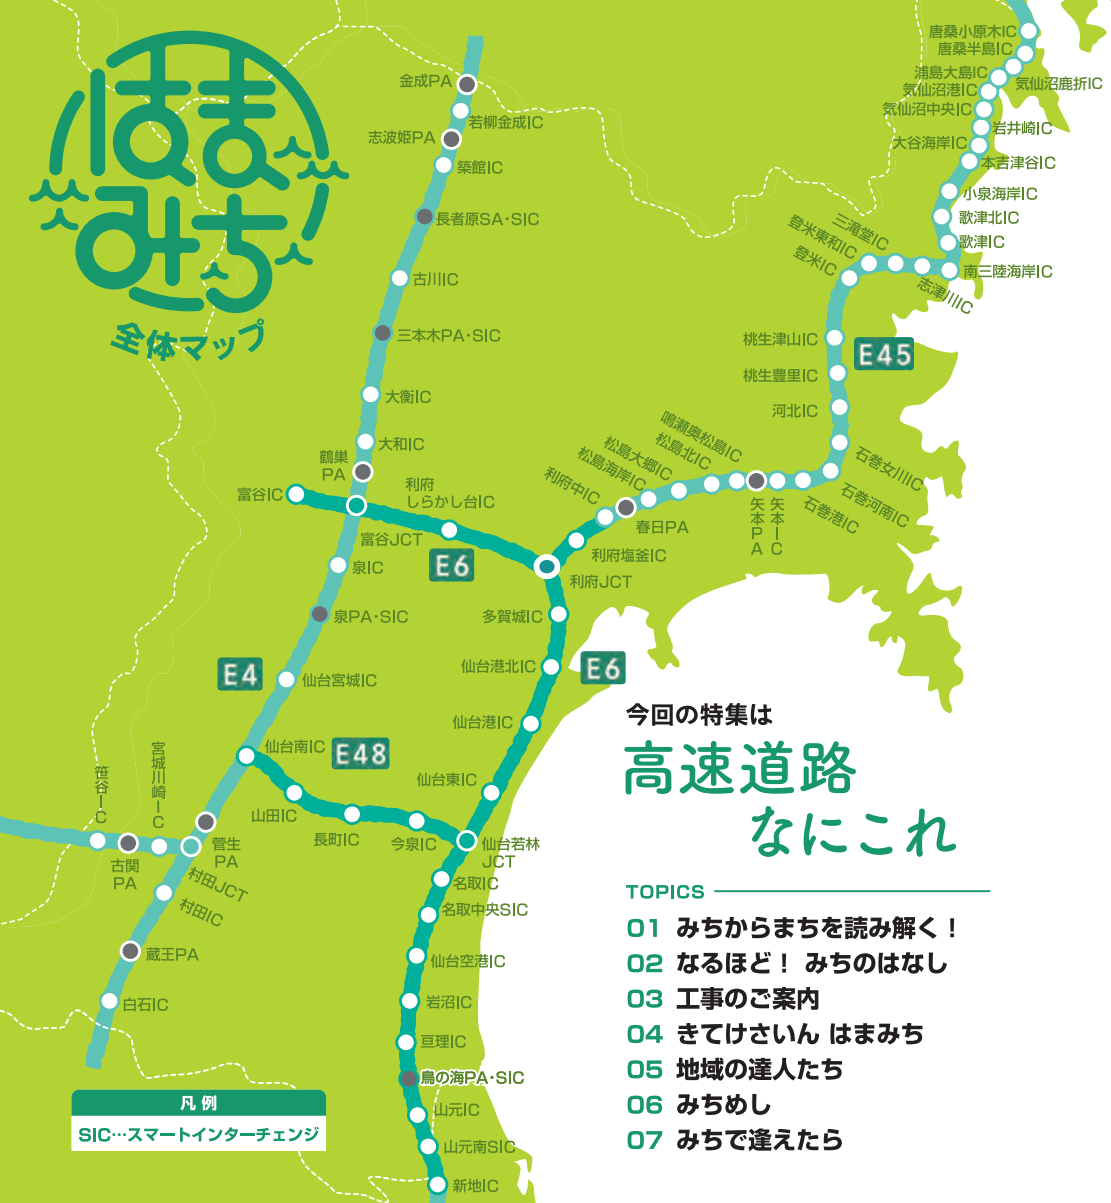 はま
みち
全体マップ
唐桑小原木IC
唐桑半島IC
浦島大島IC
気仙沼鹿折IC
気仙沼港IC
気仙沼中央IC
岩井崎IC
大谷海岸IC
本吉津谷IC
小泉海岸IC
歌津北IC
歌津IC
南三陸海岸IC
志津川IC
三滝堂IC
登米東和IC
登米IC
桃生津山IC
E45
桃生豊里IC
河北IC
石巻女川IC
石巻河南IC
石巻港IC
矢本IC
矢本PA
鳴瀬奥松島IC
松島北IC
松島大郷IC
松島海岸IC
利府中IC
春日PA
利府塩釜IC
利府JCT
金成PA
若柳金成IC
志波姫PA
築館IC
長者原SA・SIC
古川IC
三本木PA・SIC
大衡IC
大和IC
鶴巣
PA
富谷IC
利府
しらかし台IC
富谷JCT
E6
泉IC
泉PA・SIC
E4
仙台宮城IC
仙台南IC
E48
山田IC
長町IC
今泉IC
宮城川崎IC
笹谷IC
古関
PA
菅生
PA
村田JCT
村田IC
蔵王PA
白石IC
多賀城IC
仙台港北IC
E6
仙台港IC
仙台東IC
仙台若林
JCT
名取IC
名取中央SIC
仙台空港IC
岩沼IC
亘理IC
鳥の海PA・SIC
山元IC
山元南SIC
新地IC
凡例
SIC…スマートインターチェンジ
今回の特集は
高速道路
なにこれ
TOPICS
01 みちからまちを読み解く！
02 なるほど！ みちのはなし
03 工事のご案内
04 きてけさいん はまみち
05 地域の達人たち
06 みちめし
07 みちで逢えたら